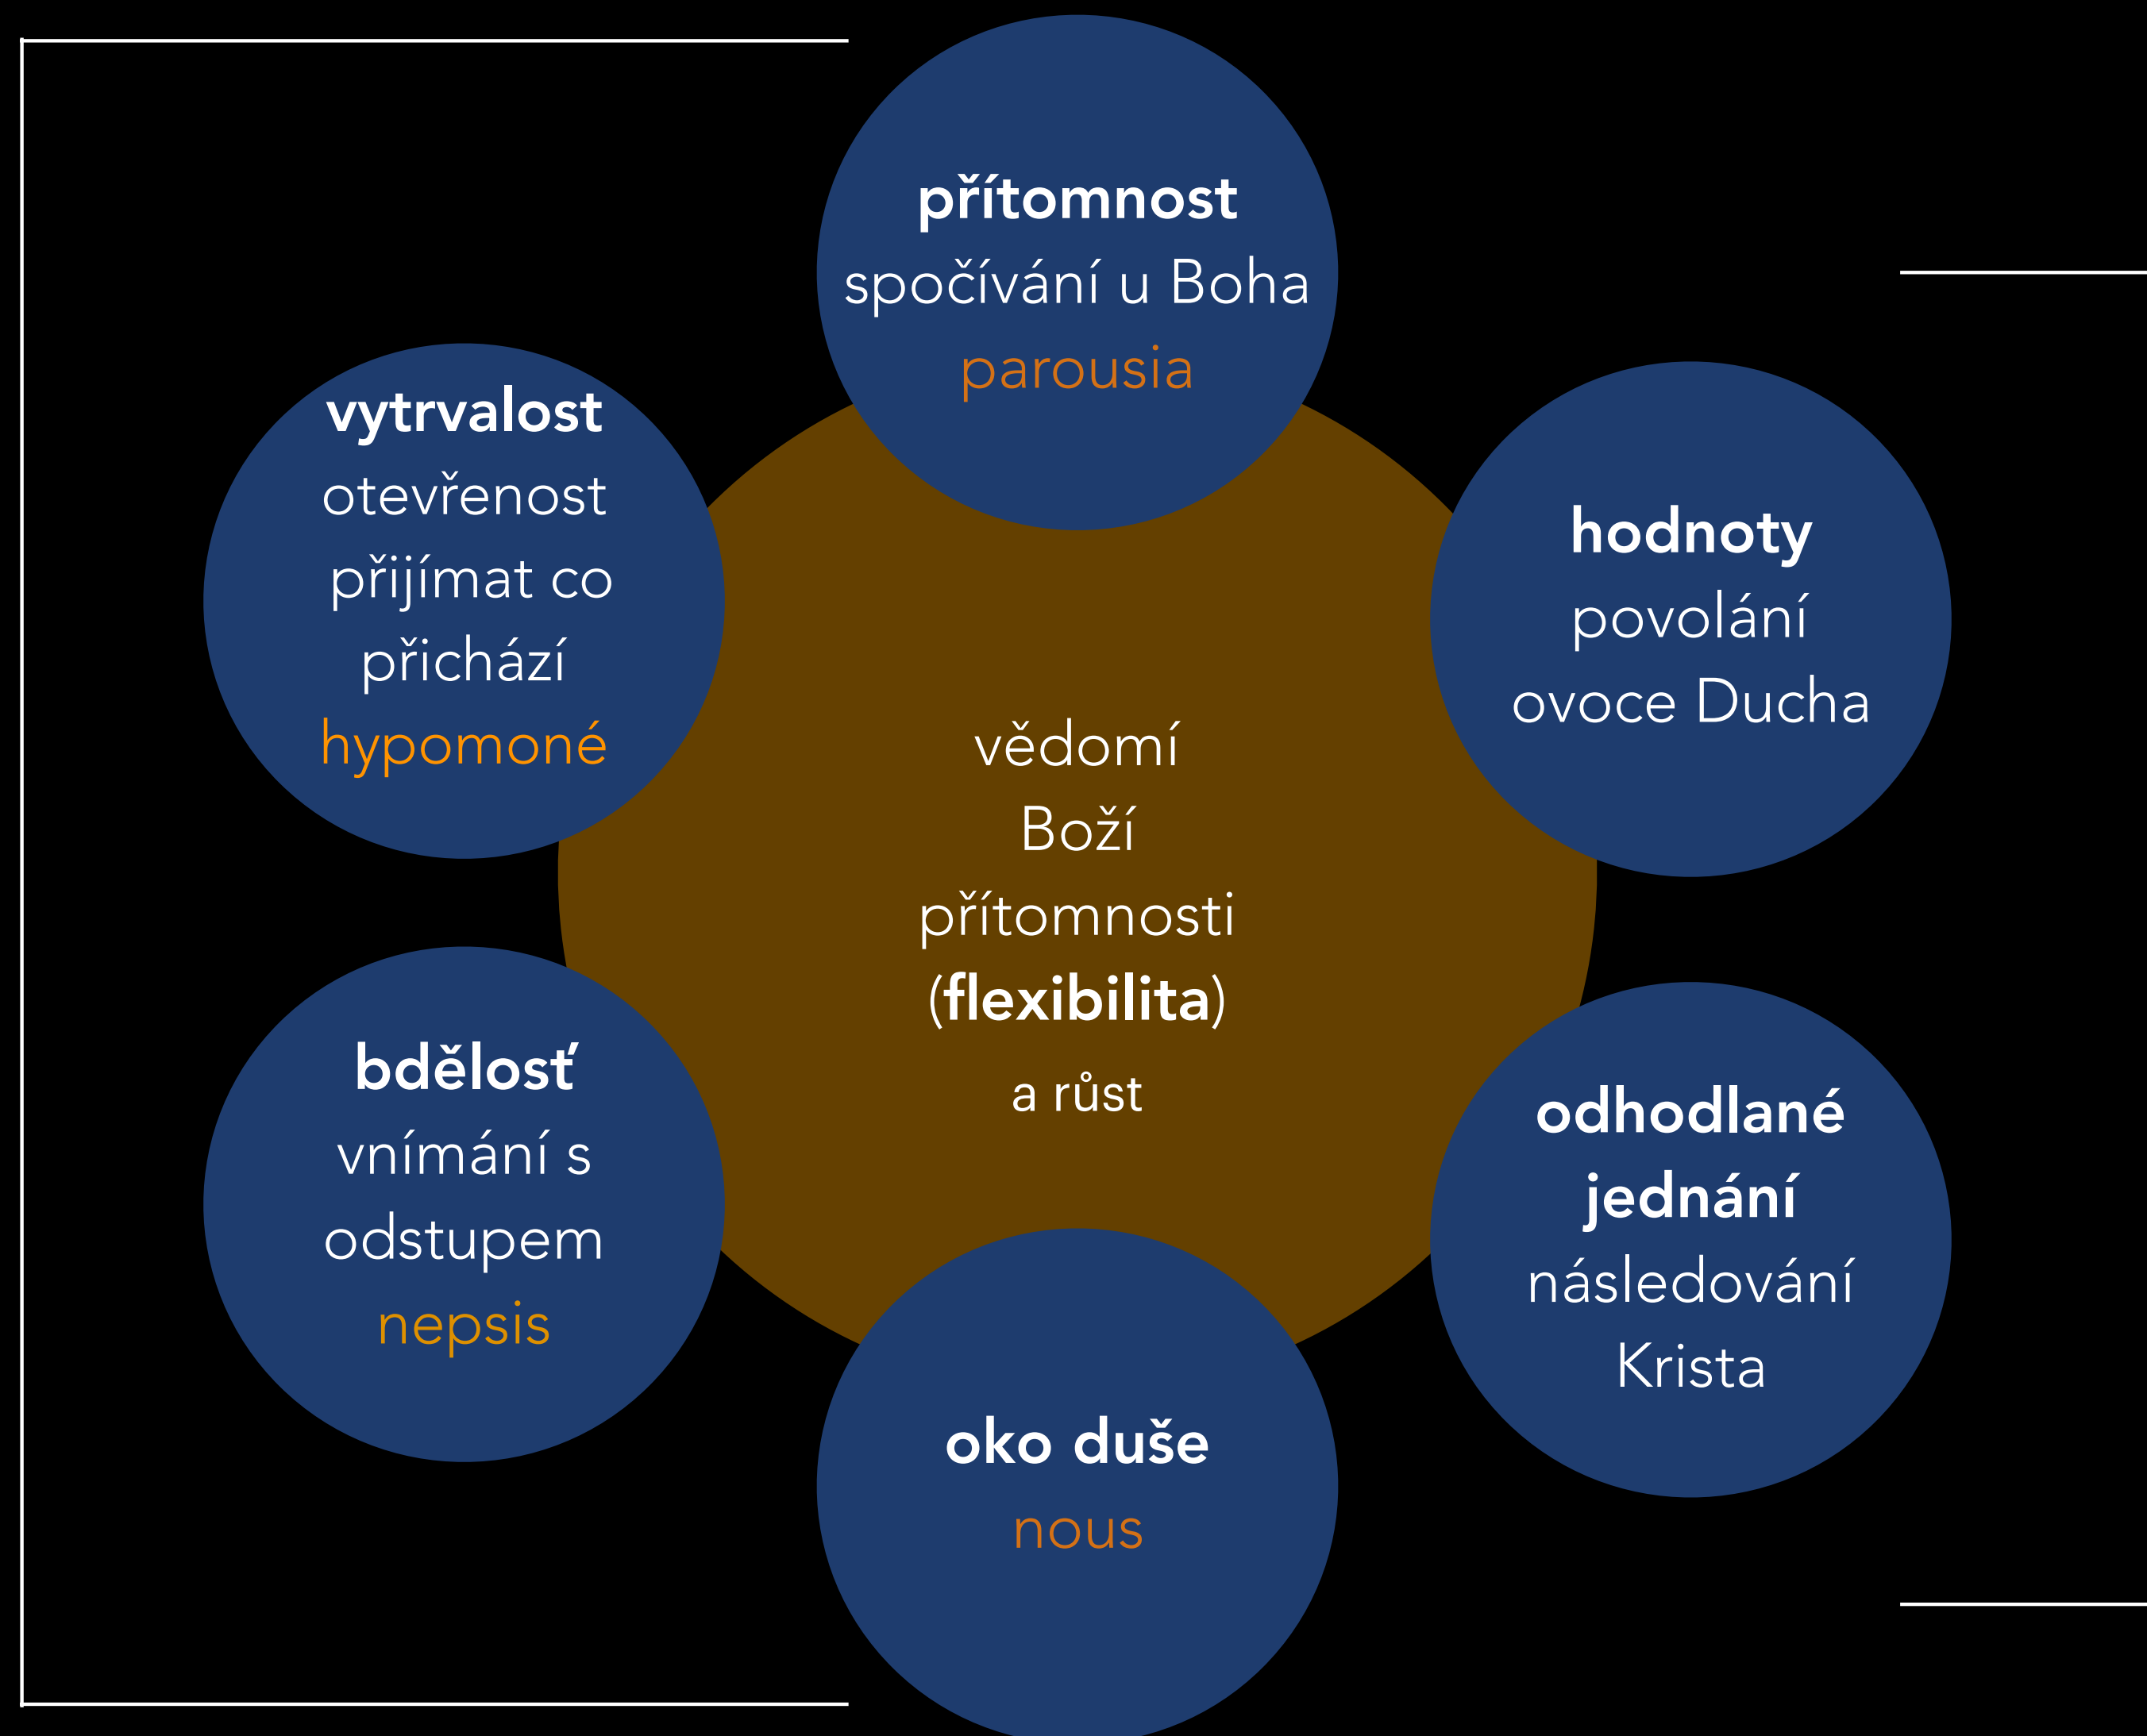 přítomnost
spočívání u Boha
parousia
vytrvalost
otevřenost
přijímat co
přichází
hypomoné
hodnoty
povolání
ovoce Ducha
vědomí
Boží
přítomnosti
(flexibilita)
a růst
bdělosť
vnímání s
odstupem
nepsis
odhodlané
jednání
následování
Krista
oko duše
nous